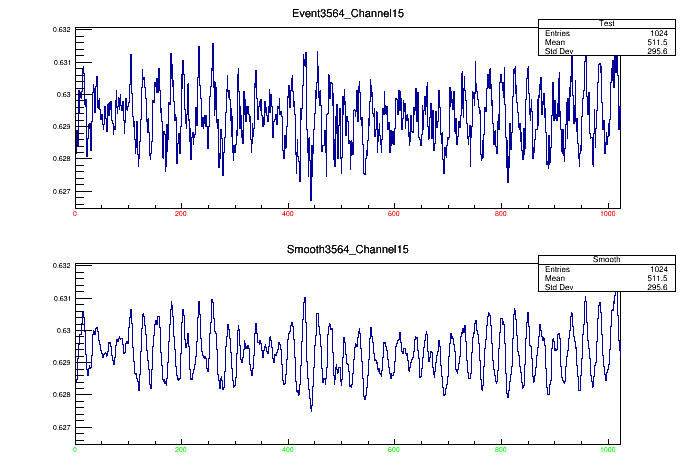 Event3564_Channel15
Test
Entries 1024
Mean 511.5
Std Dev 295.6
0.632
0.631
0.63
0.629
0.628
0.627
0 200 400 600 800 1000
Smooth3564_Channel15
Smooth
Entries 1024
Mean 511.5
Std Dev 295.6
0.632
0.631
0.63
0.629
0.628
0.627
0 200 400 600 800 1000